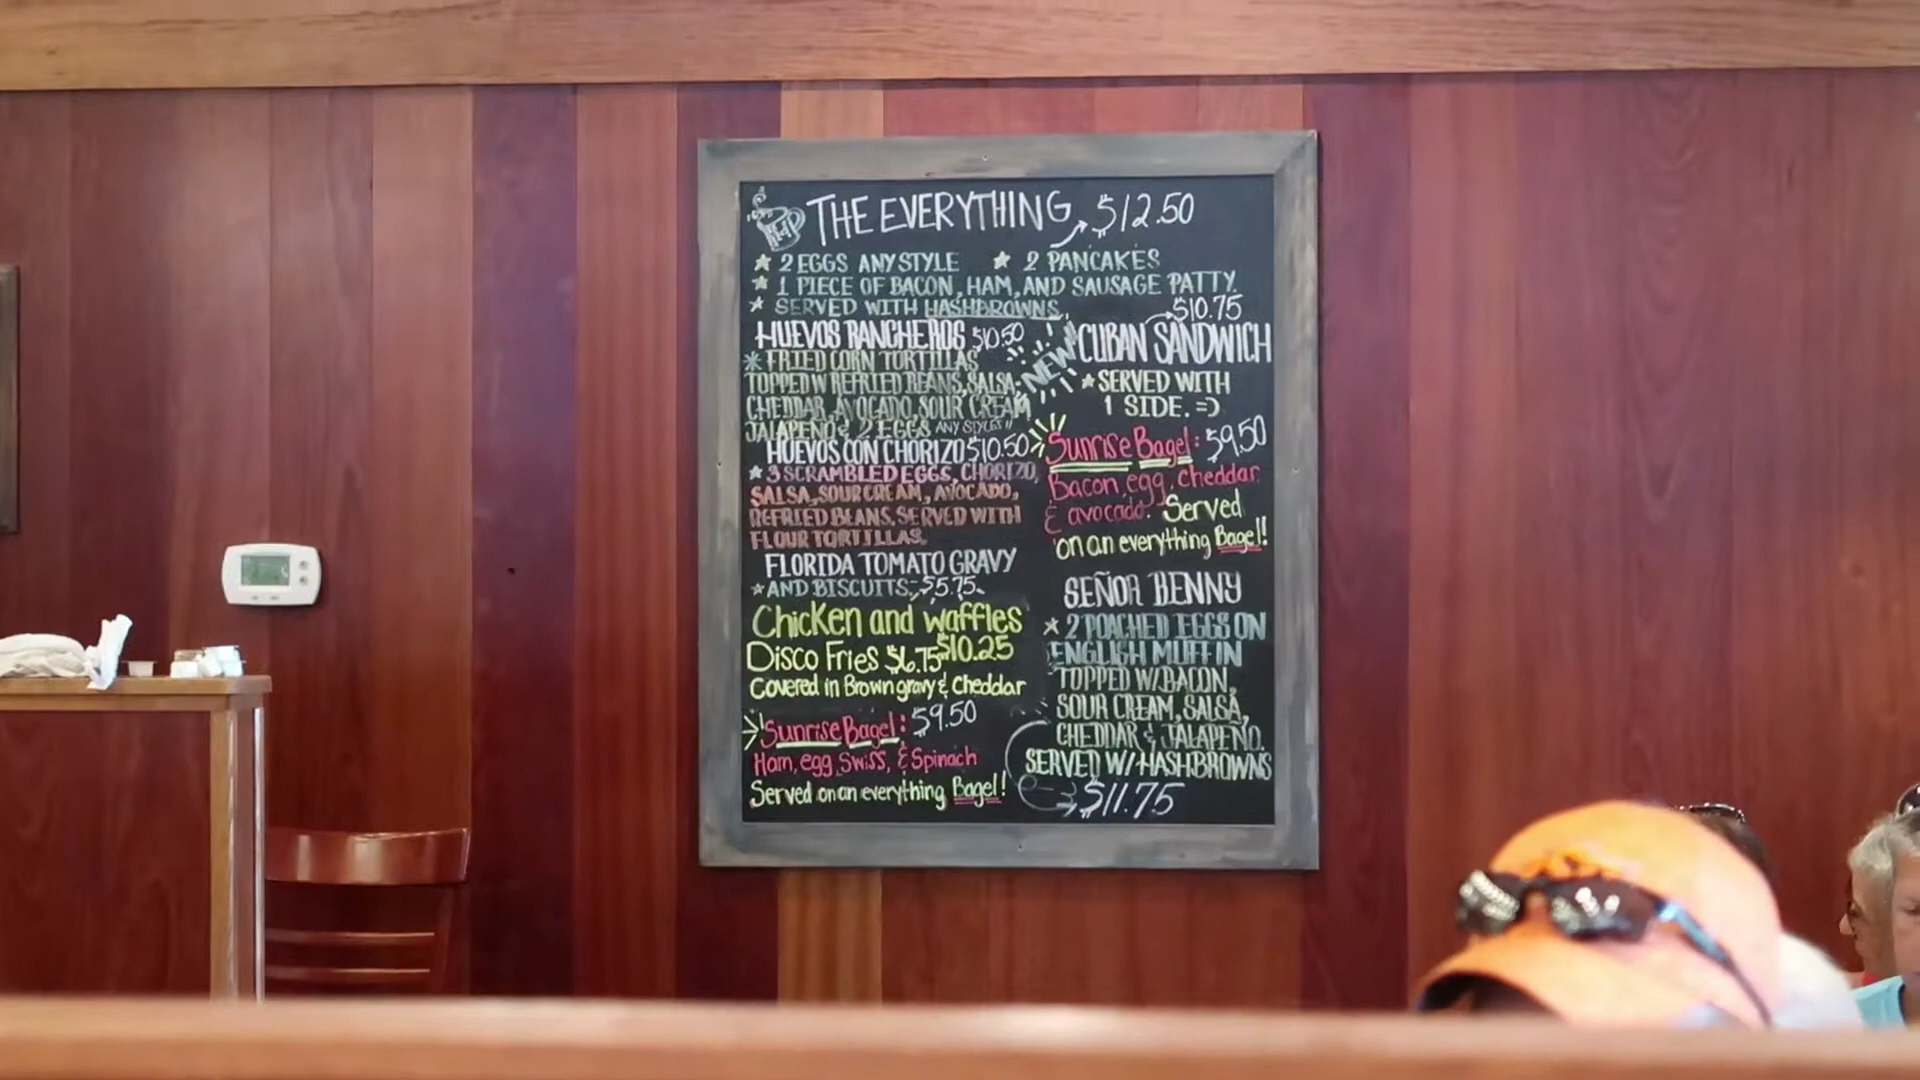 THE EVERYTHING $12.50
2 EGGS ANY STYLE 2 PANCAKES
1 PIECE OF BACON, HAM, AND SAUSAGE PATTY.
SERVED WITH HASHBROWNS.
HUEVOS RANCHEROS $10.50
FRIED CORN TORTILLAS
TOPPED W REFRIED BEANS, SALSA,
CHEDDAR, AVOCADO, SOUR CREAM
JALAPENO & 2 EGGS ANY STYLE!!
HUEVOS CON CHORIZO $10.50
3 SCRAMBLED EGGS, CHORIZO,
SALSA, SOUR CREAM, AVOCADO,
REFRIED BEANS. SERVED WITH
FLOUR TORTILLAS.
FLORIDA TOMATO GRAVY
AND BISCUITS - $5.75
Chicken and waffles
$10.25
Disco Fries $6.75
Covered in Brown gravy & Cheddar
Sunrise Bagel: $9.50
Ham, egg, Swiss, & Spinach
Served on an everything Bagel!
$10.75
NEW CUBAN SANDWICH
SERVED WITH
1 SIDE. =)
Sunrise Bagel: $9.50
Bacon, egg, cheddar,
& avocado. Served
on an everything Bagel!
SEÑOR BENNY
2 POACHED EGGS ON
ENGLISH MUFFIN
TOPPED W/BACON,
SOUR CREAM, SALSA,
CHEDDAR & JALAPEÑO.
SERVED W/ HASHBROWNS
$11.75